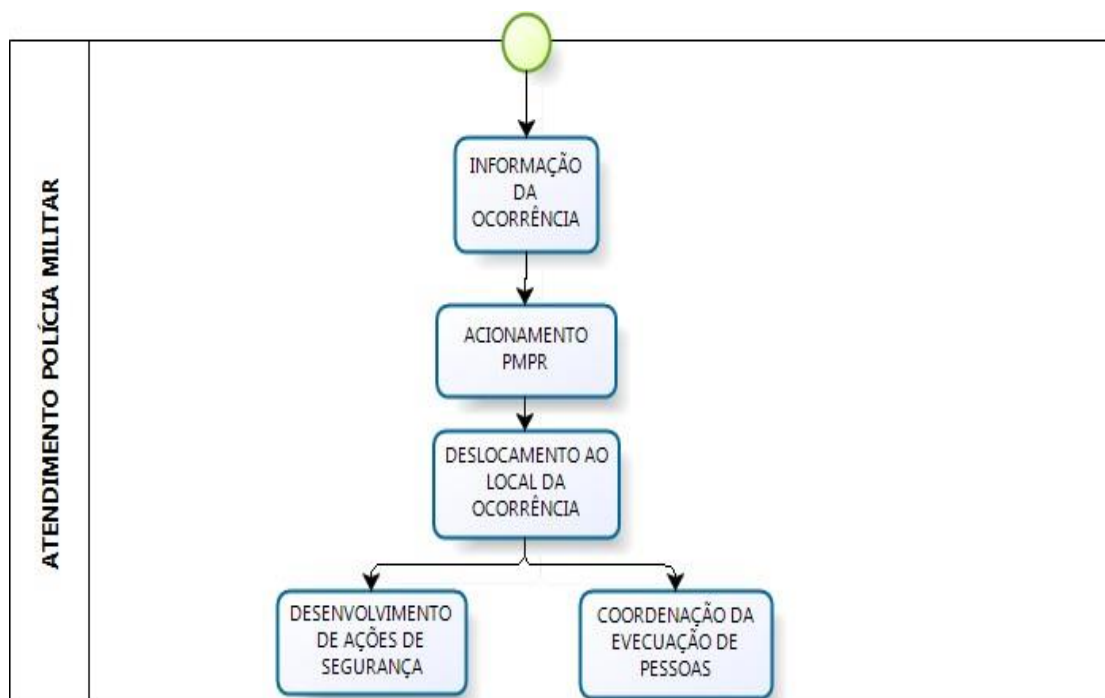 ATENDIMENTO POLÍCIA MILITAR
INFORMAÇÃO
DA
OCORRÊNCIA
ACIONAMENTO
PMPR
DESLOCAMENTO AO
LOCAL DA
OCORRÊNCIA
DESENVOLVIMENTO
DE AÇÕES DE
SEGURANÇA
COORDENAÇÃO DA
EVECUAÇÃO DE
PESSOAS